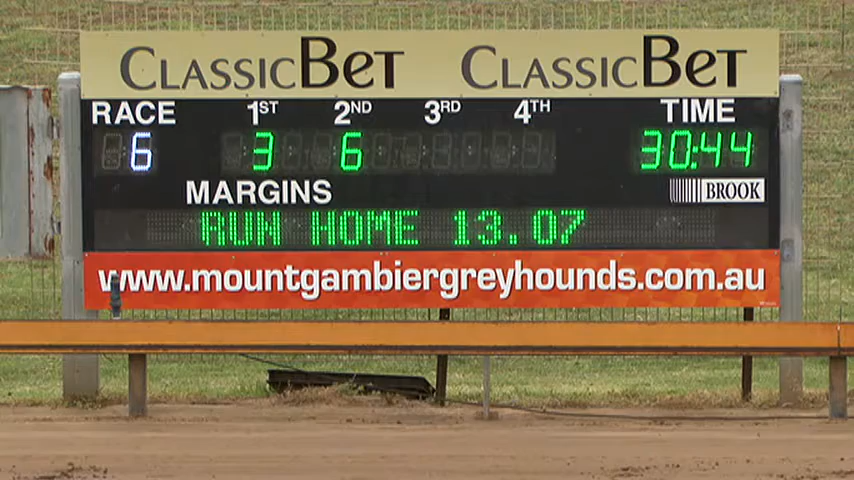 CLASSICBET CLASSICBET
RACE 1ST 2ND 3RD 4TH TIME
6 3 6 30:44
MARGINS BROOK
RUN HOME 13.07
www.mountgambiergreyhounds.com.au